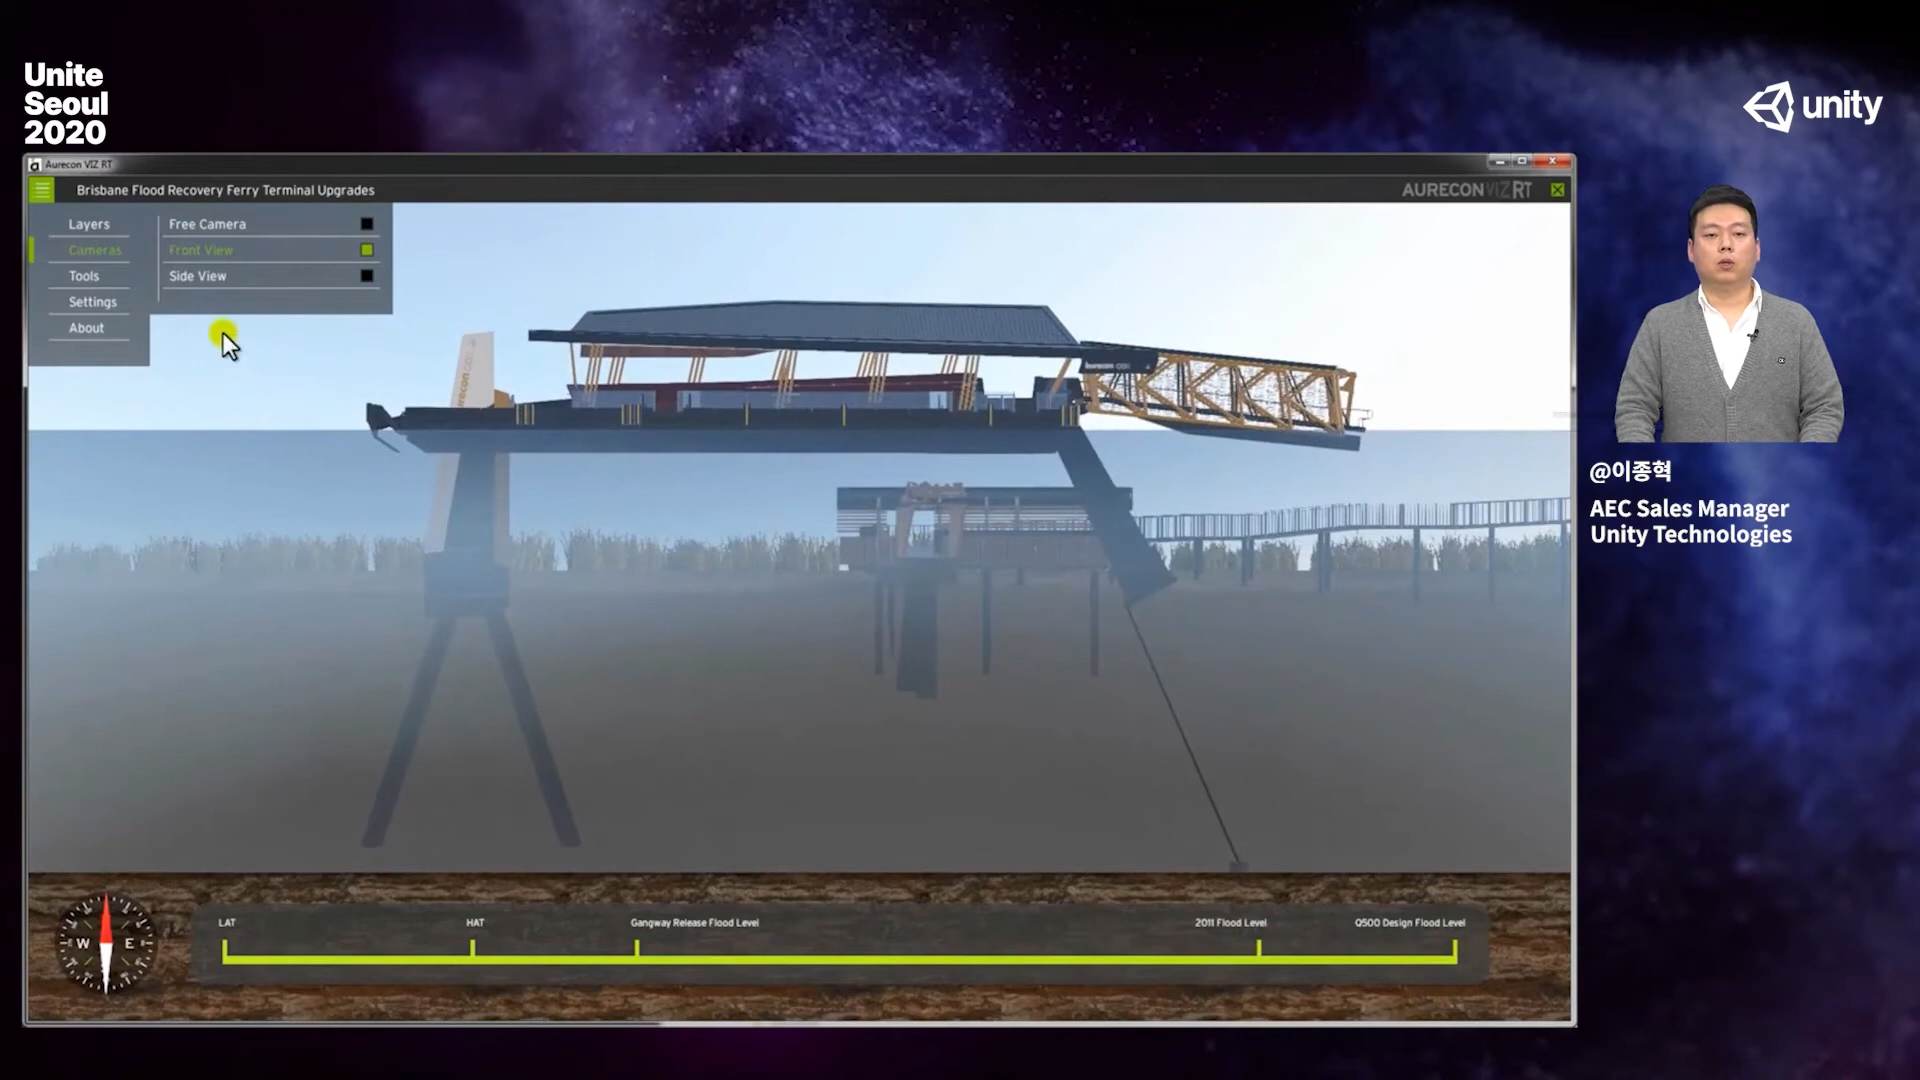 Unite
Seoul
2020
unity
Aurecon VIZ RT
Brisbane Flood Recovery Ferry Terminal Upgrades
AURECONVIZRT
Layers
Cameras
Tools
Settings
About
Free Camera
Front View
Side View
aurecon
@이종혁
AEC Sales Manager
Unity Technologies
W
E
LAT
HAT
Gangway Release Flood Level
2011 Flood Level
Q500 Design Flood Level